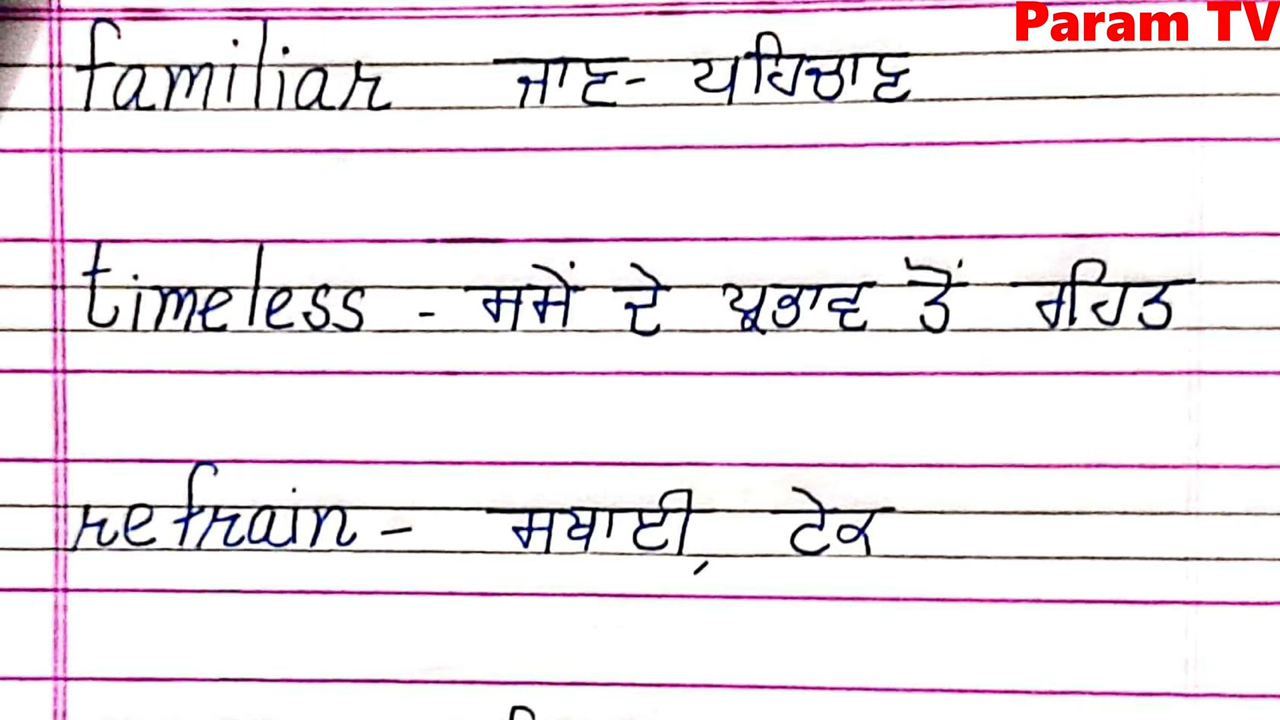 Param TV
familiar ਜਾਣ- ਪਹਿਚਾਣ
timeless - ਸਮੇਂ ਦੇ ਪ੍ਰਭਾਵ ਤੋਂ ਰਹਿਤ
refrain - ਸਥਾਈ, ਟੇਕ